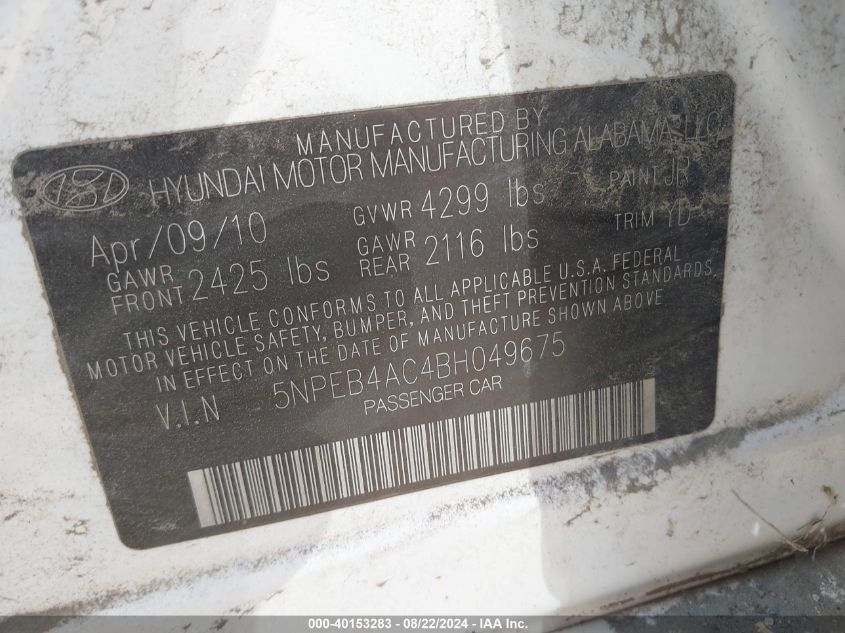 MANUFACTURED BY
HYUNDAI MOTOR MANUFACTURING ALABAMA, LLC
Apr/09/10 GVWR 4299 lbs PAINT JR
GAWR FRONT 2425 lbs GAWR REAR 2116 lbs TRIM YD
THIS VEHICLE CONFORMS TO ALL APPLICABLE U.S.A. FEDERAL
MOTOR VEHICLE SAFETY, BUMPER, AND THEFT PREVENTION STANDARDS
IN EFFECT ON THE DATE OF MANUFACTURE SHOWN ABOVE
V.I.N 5NPEB4AC4BH049675
PASSENGER CAR
000-40153283 - 08/22/2024 - IAA Inc.